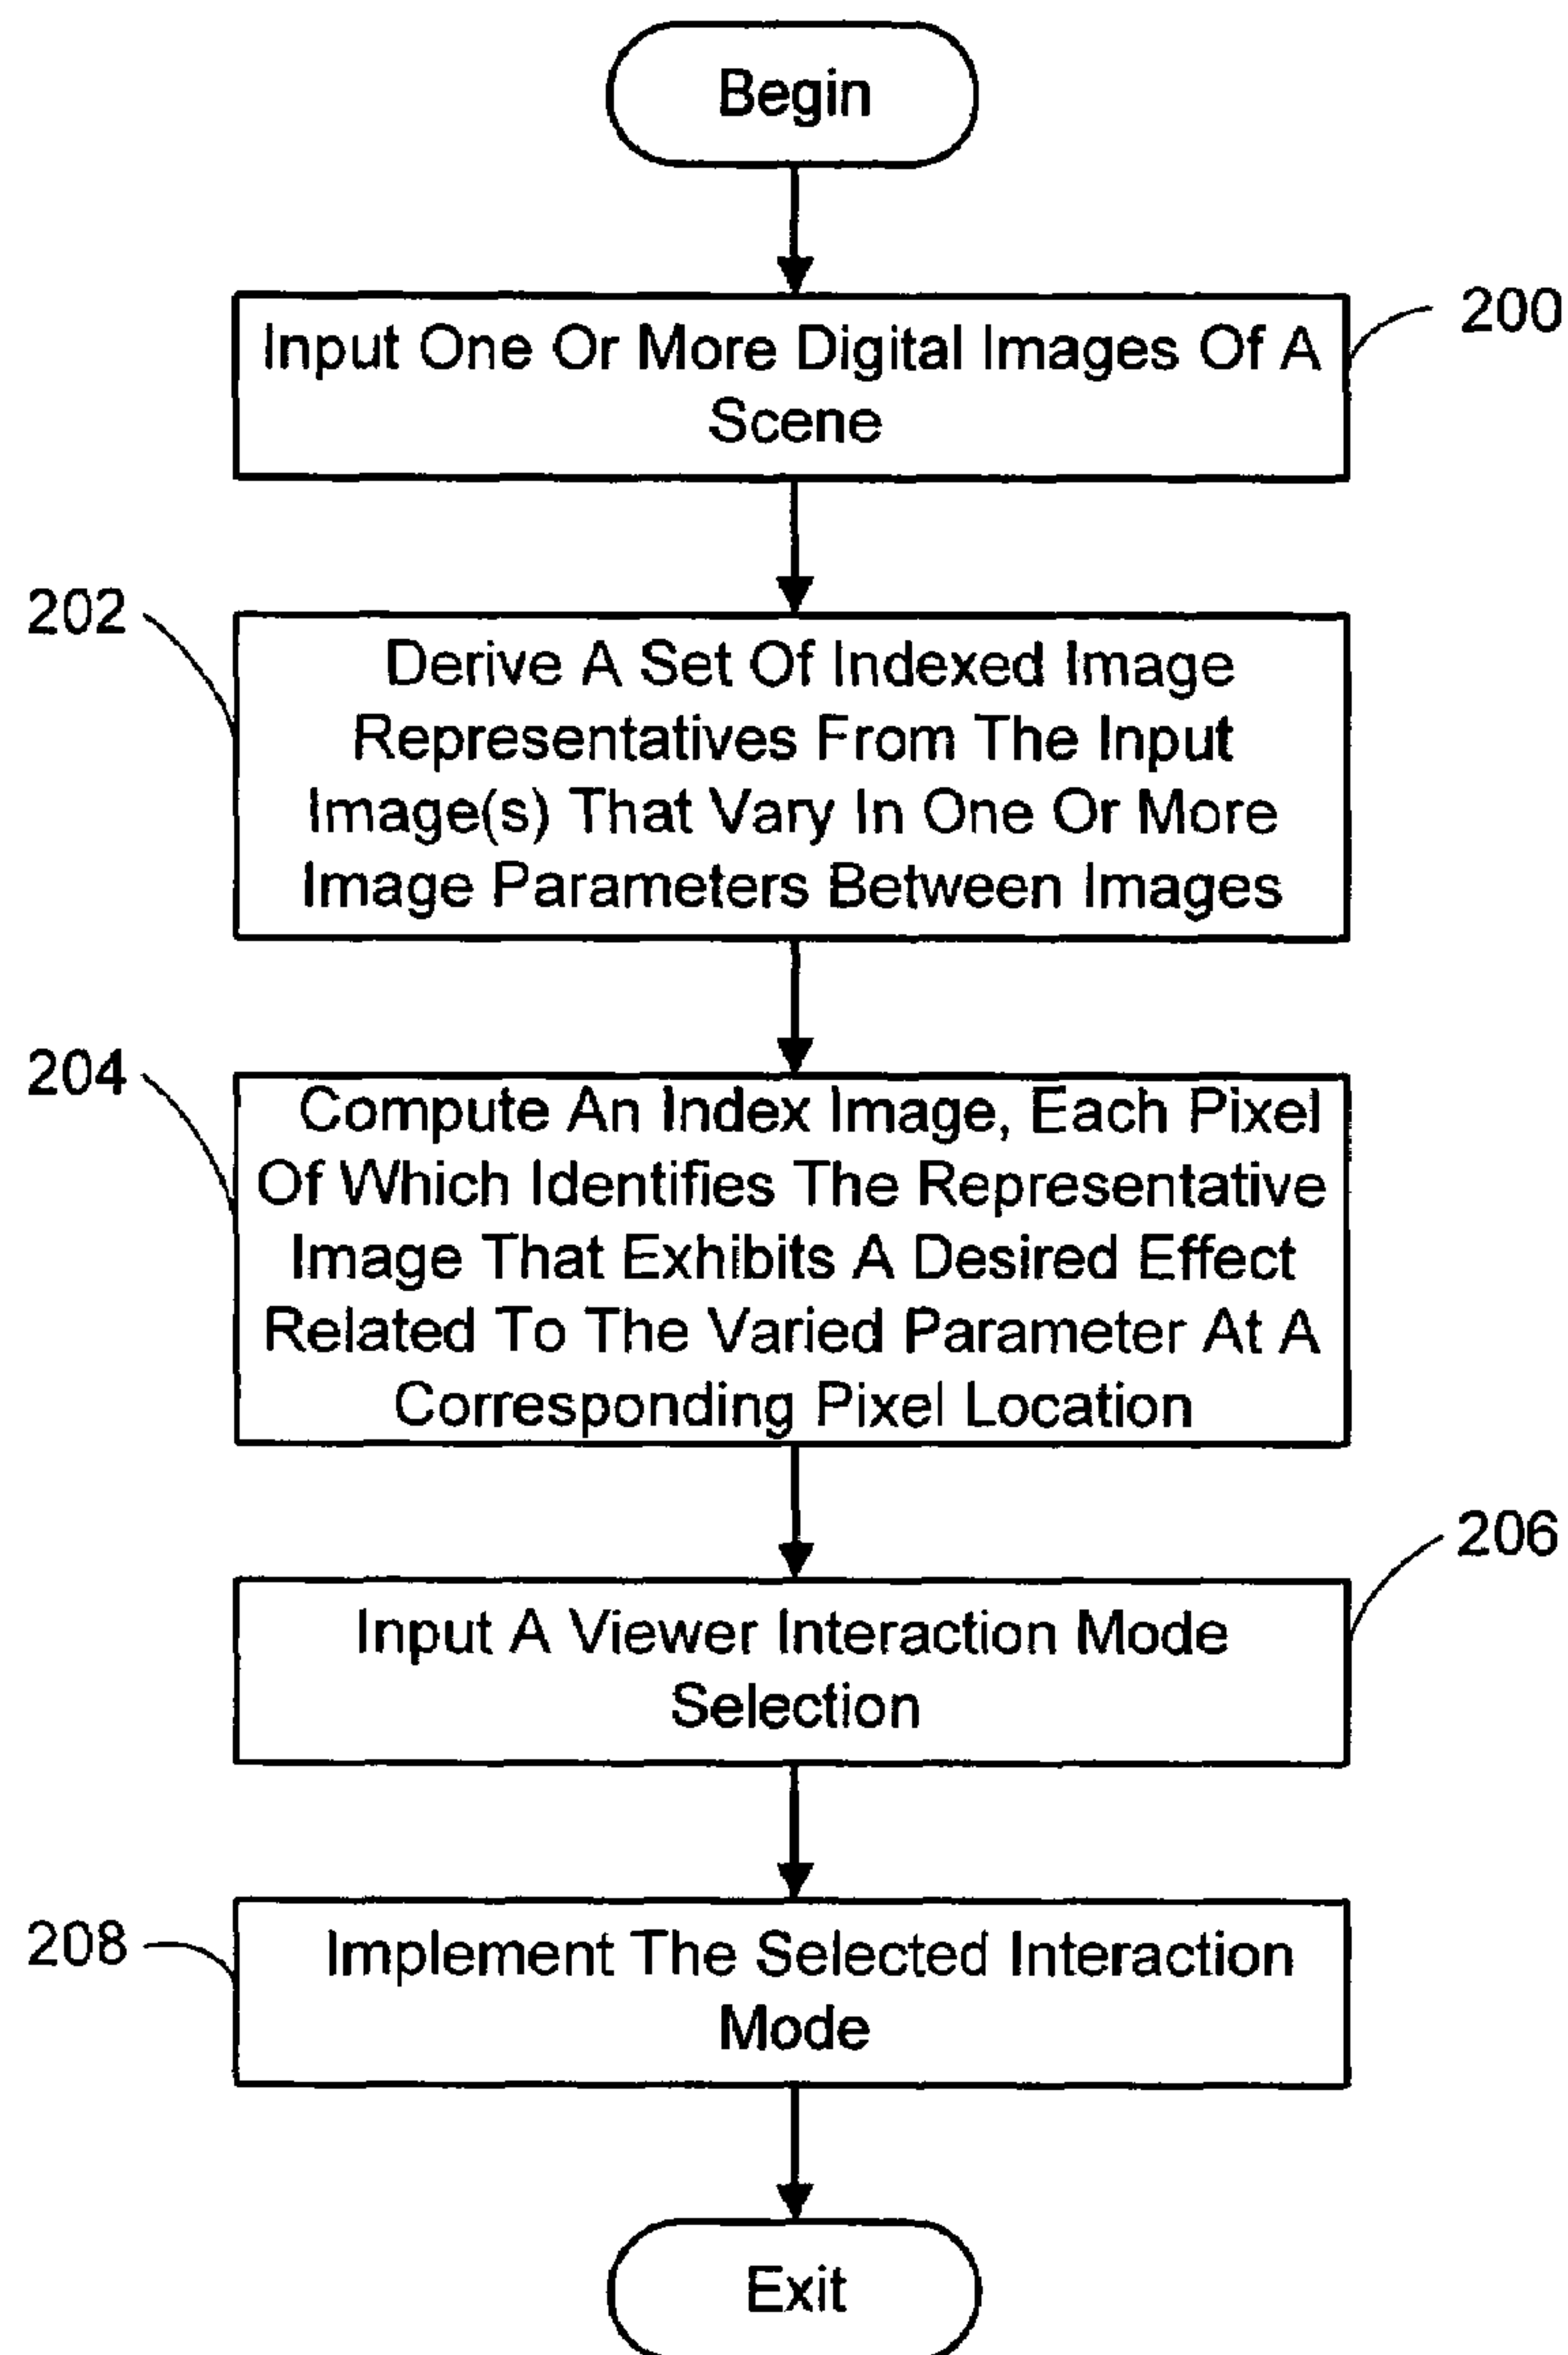 Begin
200
Input One Or More Digital Images Of A
Scene
202
Derive A Set Of Indexed Image
Representatives From The Input
Image(s) That Vary In One Or More
Image Parameters Between Images
204
Compute An Index Image, Each Pixel
Of Which Identifies The Representative
Image That Exhibits A Desired Effect
Related To The Varied Parameter At A
Corresponding Pixel Location
206
Input A Viewer Interaction Mode
Selection
208
Implement The Selected Interaction
Mode
Exit